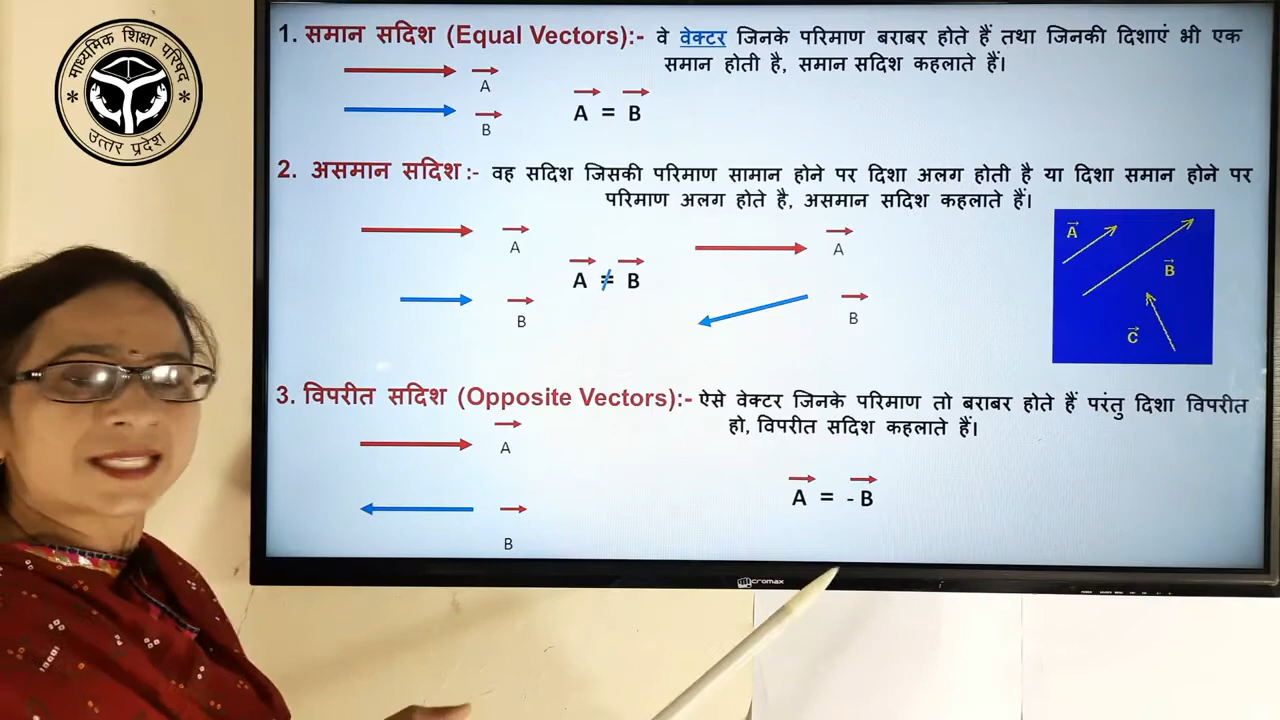 माध्यमिक शिक्षा परिषद
उत्तर प्रदेश
1. समान सदिश (Equal Vectors):- वे वेक्टर जिनके परिमाण बराबर होते हैं तथा जिनकी दिशाएं भी एक
समान होती है, समान सदिश कहलाते हैं।
A
B
A = B
2. असमान सदिश :- वह सदिश जिसकी परिमाण सामान होने पर दिशा अलग होती है या दिशा समान होने पर
परिमाण अलग होते है, असमान सदिश कहलाते हैं।
A
B
A ≠ B
A
B
A
B
C
3. विपरीत सदिश (Opposite Vectors):- ऐसे वेक्टर जिनके परिमाण तो बराबर होते हैं परंतु दिशा विपरीत
हो, विपरीत सदिश कहलाते हैं।
A
B
A = - B
cromax